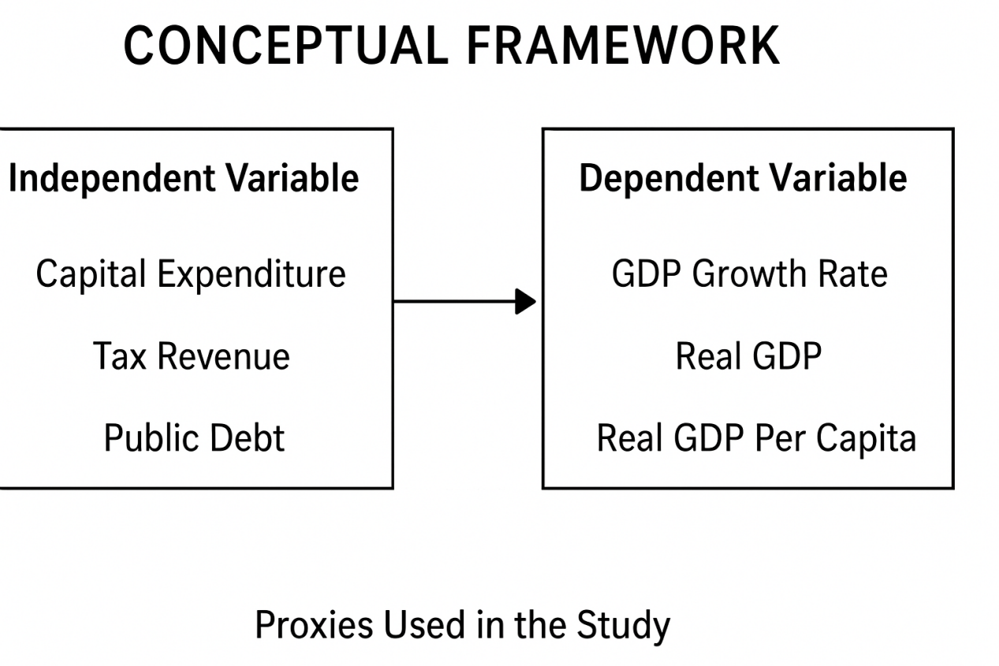 CONCEPTUAL FRAMEWORK
Independent Variable
Capital Expenditure
Tax Revenue
Public Debt
Dependent Variable
GDP Growth Rate
Real GDP
Real GDP Per Capita
Proxies Used in the Study